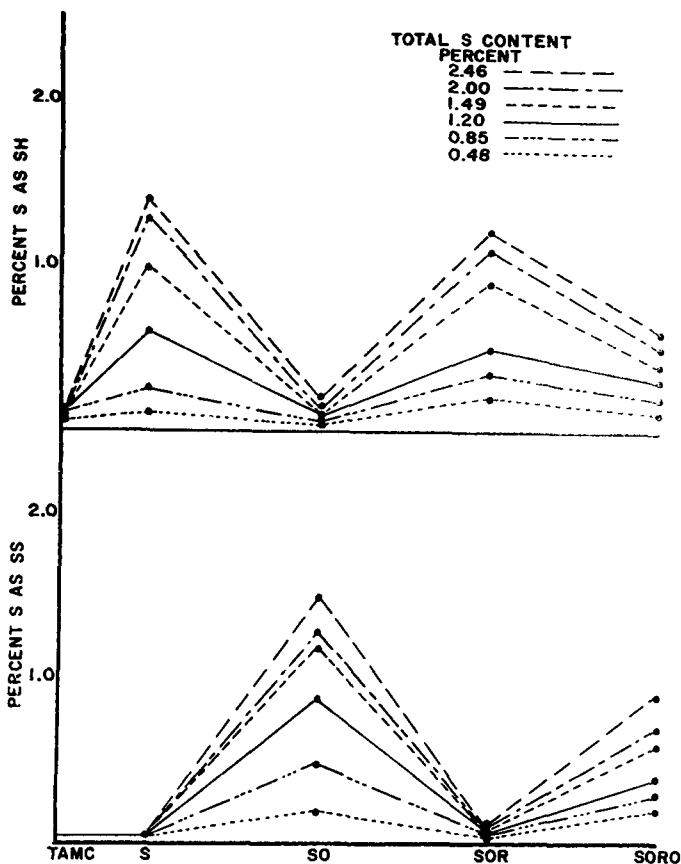 TOTAL S CONTENT
PERCENT
2.46
2.00
1.49
1.20
0.85
0.48
2.0
1.0
PERCENT S AS SH
2.0
1.0
PERCENT S AS SS
TAMC S SO SOR SORO